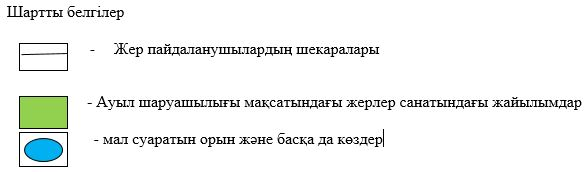 Шартты белгілер
- Жер пайдаланушылардың шекаралары
- Ауыл шаруашылығы мақсатындағы жерлер санатындағы жайылымдар
- мал суаратын орын және басқа да көздер